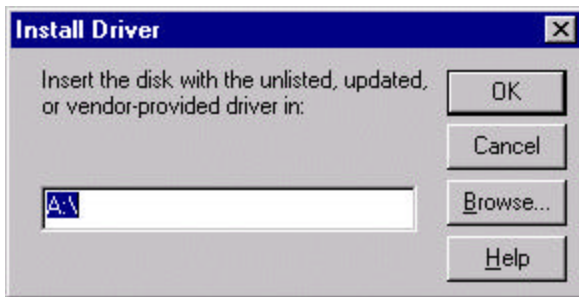 Install Driver
Insert the disk with the unlisted, updated,
or vendor-provided driver in:
OK
Cancel
A:\
Browse...
Help